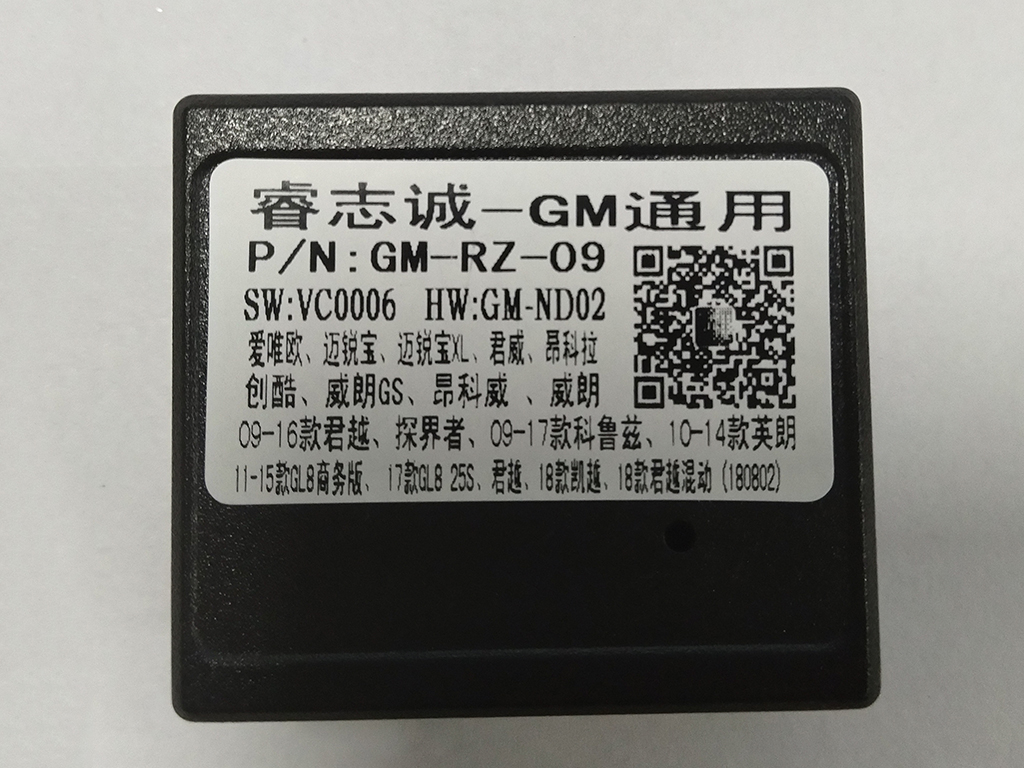 睿志诚-GM通用
P/N:GM-RZ-09
SW:VC0006 HW:GM-ND02
爱唯欧、迈锐宝、迈锐宝XL、君威、昂科拉
创酷、威朗GS、昂科威 、威朗
09-16款君越、探界者、09-17款科鲁兹、10-14款英朗
11-15款GL8商务版、 17款GL8 25S、君越、18款凯越、18款君越混动 (180802)